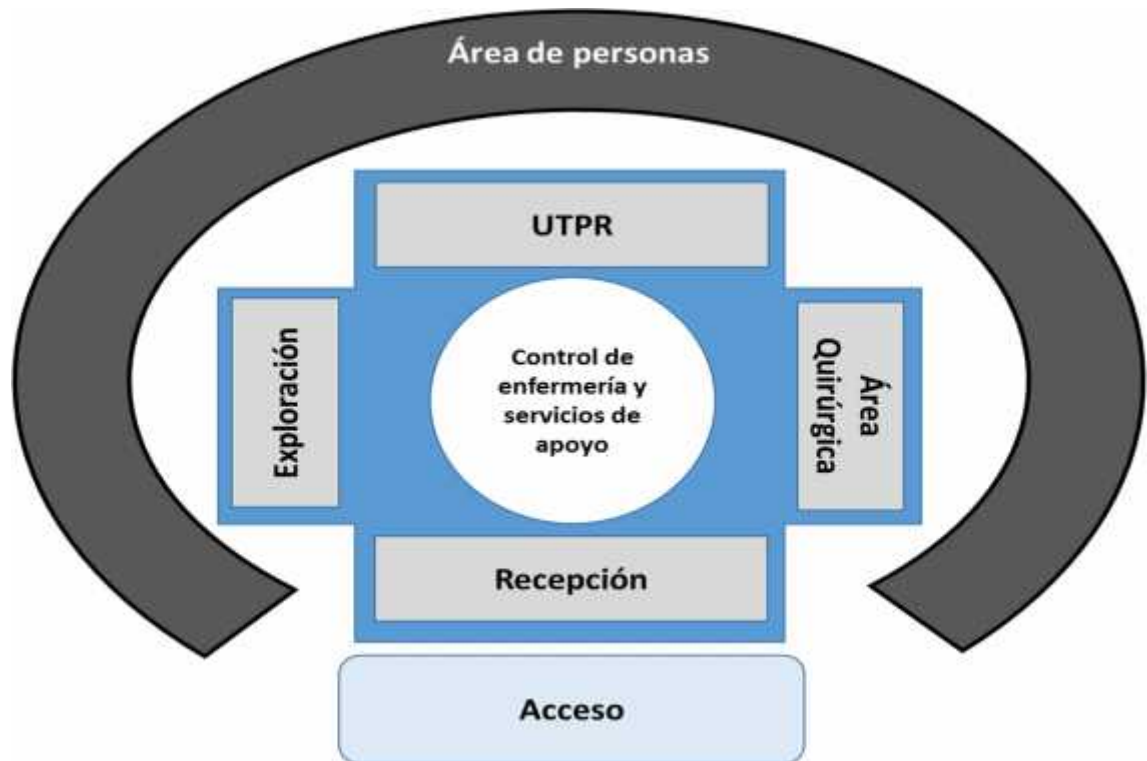 Área de personas
UTPR
Exploración
Control de
enfermería y
servicios de
apoyo
Área
Quirúrgica
Recepción
Acceso